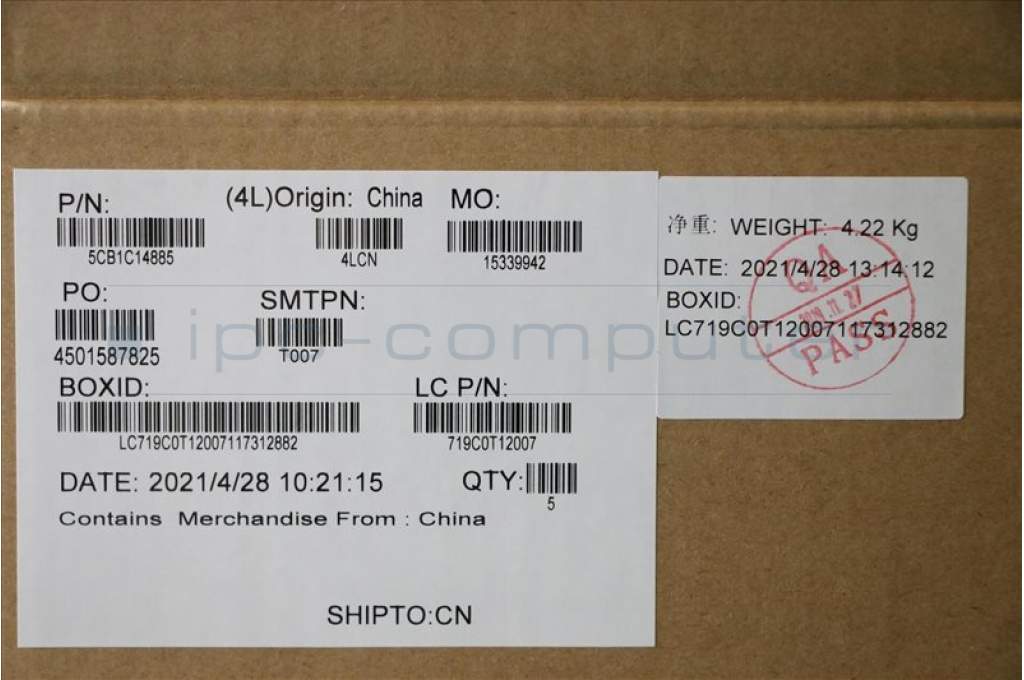 P/N:
5CB1C14885
(4L)Origin: China
4LCN
MO:
15339942
PO:
4501587825
SMTPN:
T007
BOXID:
LC719C0T12007117312882
LC P/N:
719C0T12007
DATE: 2021/4/28 10:21:15
QTY:
5
Contains Merchandise From : China
SHIPTO:CN
净重: WEIGHT: 4.22 Kg
DATE: 2021/4/28 13:14:12
BOXID:
LC719C0T12007117312882
QA
PASS
ipc-compute